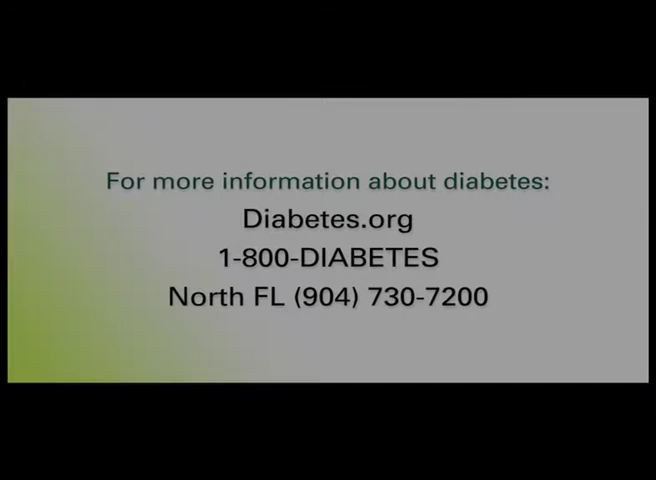 For more information about diabetes:
Diabetes.org
1-800-DIABETES
North FL (904) 730-7200